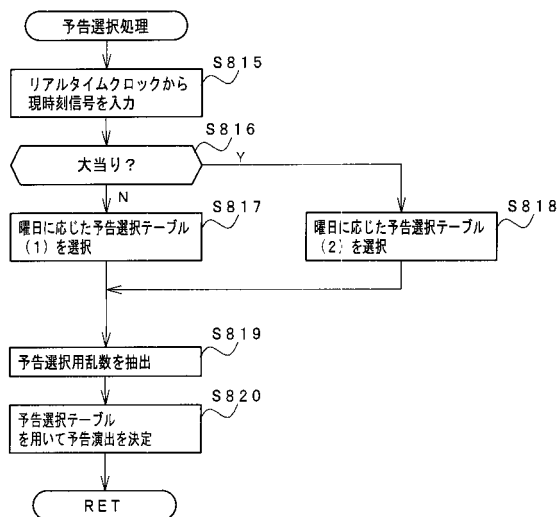 予告選択処理
S815
リアルタイムクロックから
現時刻信号を入力
S816
大当り?
Y
N
S817
曜日に応じた予告選択テーブル
(1)を選択
S818
曜日に応じた予告選択テーブル
(2)を選択
S819
予告選択用乱数を抽出
S820
予告選択テーブル
を用いて予告演出を決定
RET